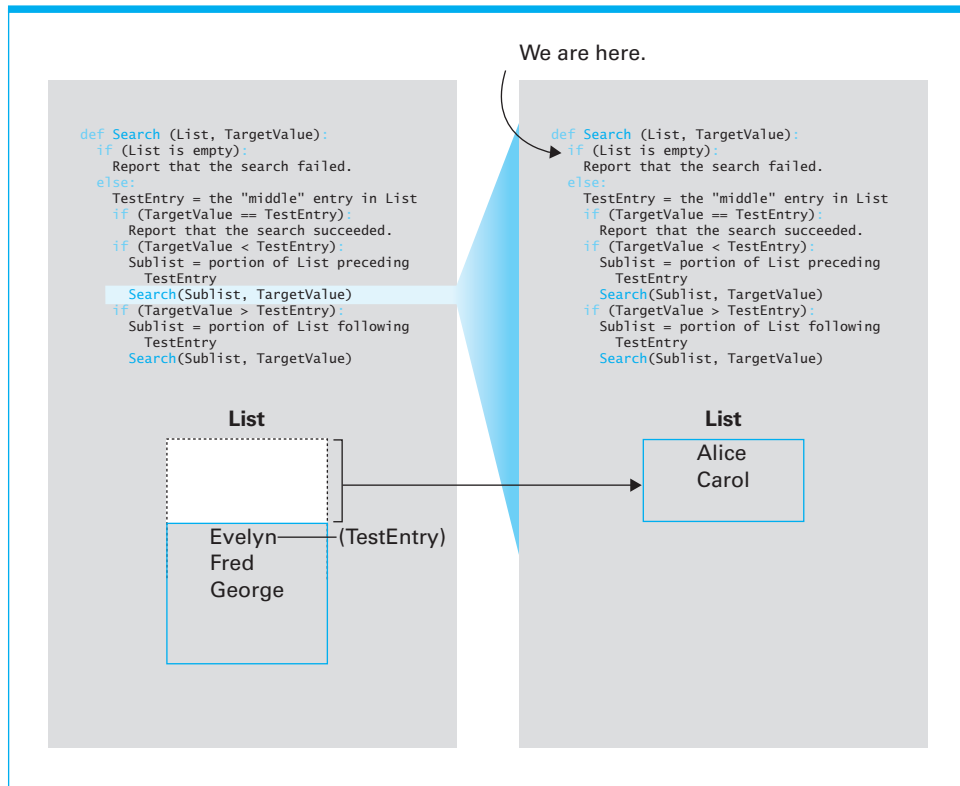 We are here.
def Search (List, TargetValue):
if (List is empty):
Report that the search failed.
else:
TestEntry = the "middle" entry in List
if (TargetValue == TestEntry):
Report that the search succeeded.
if (TargetValue < TestEntry):
Sublist = portion of List preceding
TestEntry
Search(Sublist, TargetValue)
if (TargetValue > TestEntry):
Sublist = portion of List following
TestEntry
Search(Sublist, TargetValue)
List
Evelyn (TestEntry)
Fred
George
def Search (List, TargetValue):
if (List is empty):
Report that the search failed.
else:
TestEntry = the "middle" entry in List
if (TargetValue == TestEntry):
Report that the search succeeded.
if (TargetValue < TestEntry):
Sublist = portion of List preceding
TestEntry
Search(Sublist, TargetValue)
if (TargetValue > TestEntry):
Sublist = portion of List following
TestEntry
Search(Sublist, TargetValue)
List
Alice
Carol